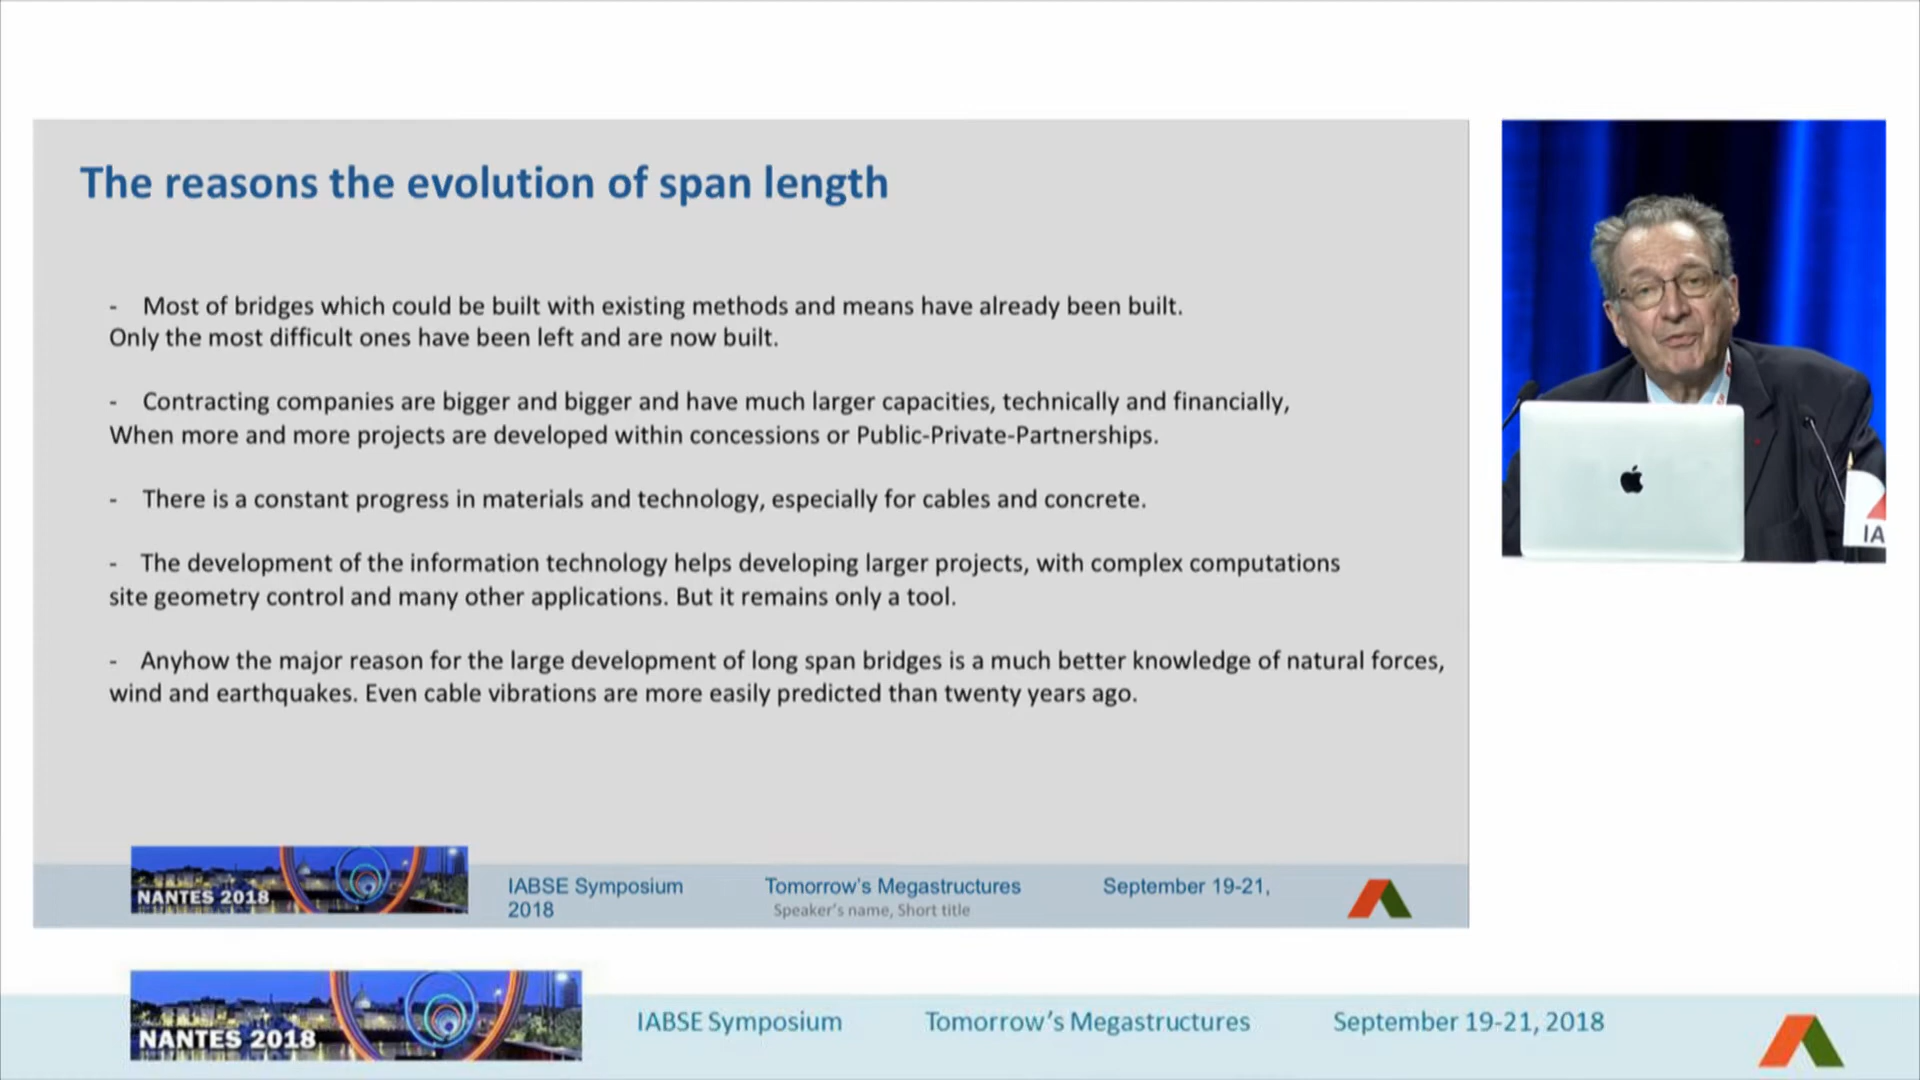 The reasons the evolution of span length
- Most of bridges which could be built with existing methods and means have already been built.
Only the most difficult ones have been left and are now built.
- Contracting companies are bigger and bigger and have much larger capacities, technically and financially,
When more and more projects are developed within concessions or Public-Private-Partnerships.
- There is a constant progress in materials and technology, especially for cables and concrete.
- The development of the information technology helps developing larger projects, with complex computations
site geometry control and many other applications. But it remains only a tool.
- Anyhow the major reason for the large development of long span bridges is a much better knowledge of natural forces,
wind and earthquakes. Even cable vibrations are more easily predicted than twenty years ago.
IA
NANTES 2018
IABSE Symposium Tomorrow's Megastructures September 19-21,
2018 Speaker's name, Short title
NANTES 2018
IABSE Symposium Tomorrow's Megastructures September 19-21, 2018